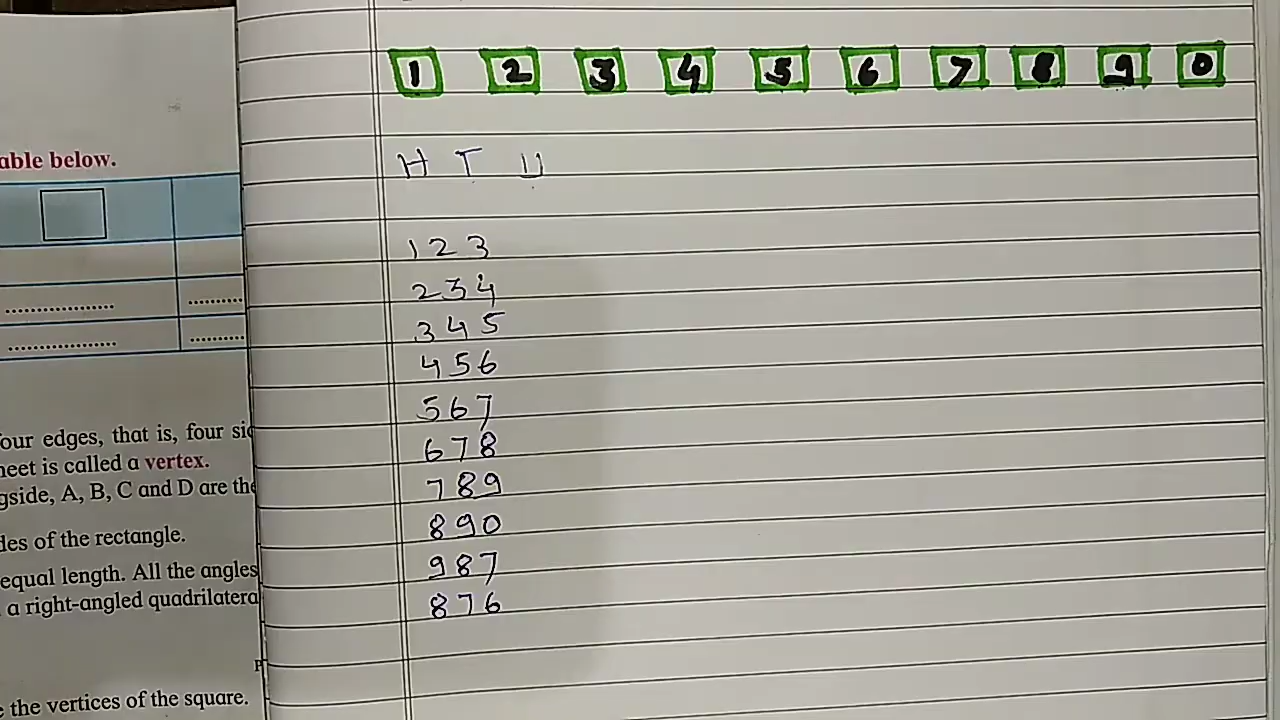 able below.
four edges, that is, four
neet is called a vertex.
gside, A, B, C and D are the
des of the rectangle.
equal length. All the angles
a right-angled quadrilatera
P
e the vertices of the square.
1 2 3 4 5 6 7 8 9 0
H T U
123
234
345
456
567
678
789
890
987
876